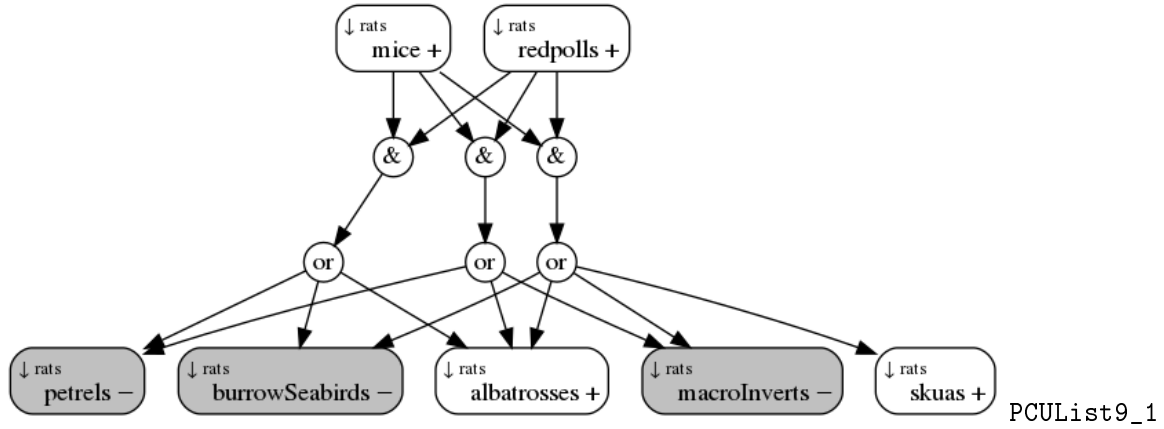 ↓ rats ↓ rats
mice + redpolls +
& & &
or or or
↓ rats ↓ rats ↓ rats ↓ rats ↓ rats
petrels − burrowSeabirds − albatrosses + macroInverts − skuas +
PCUList9_1